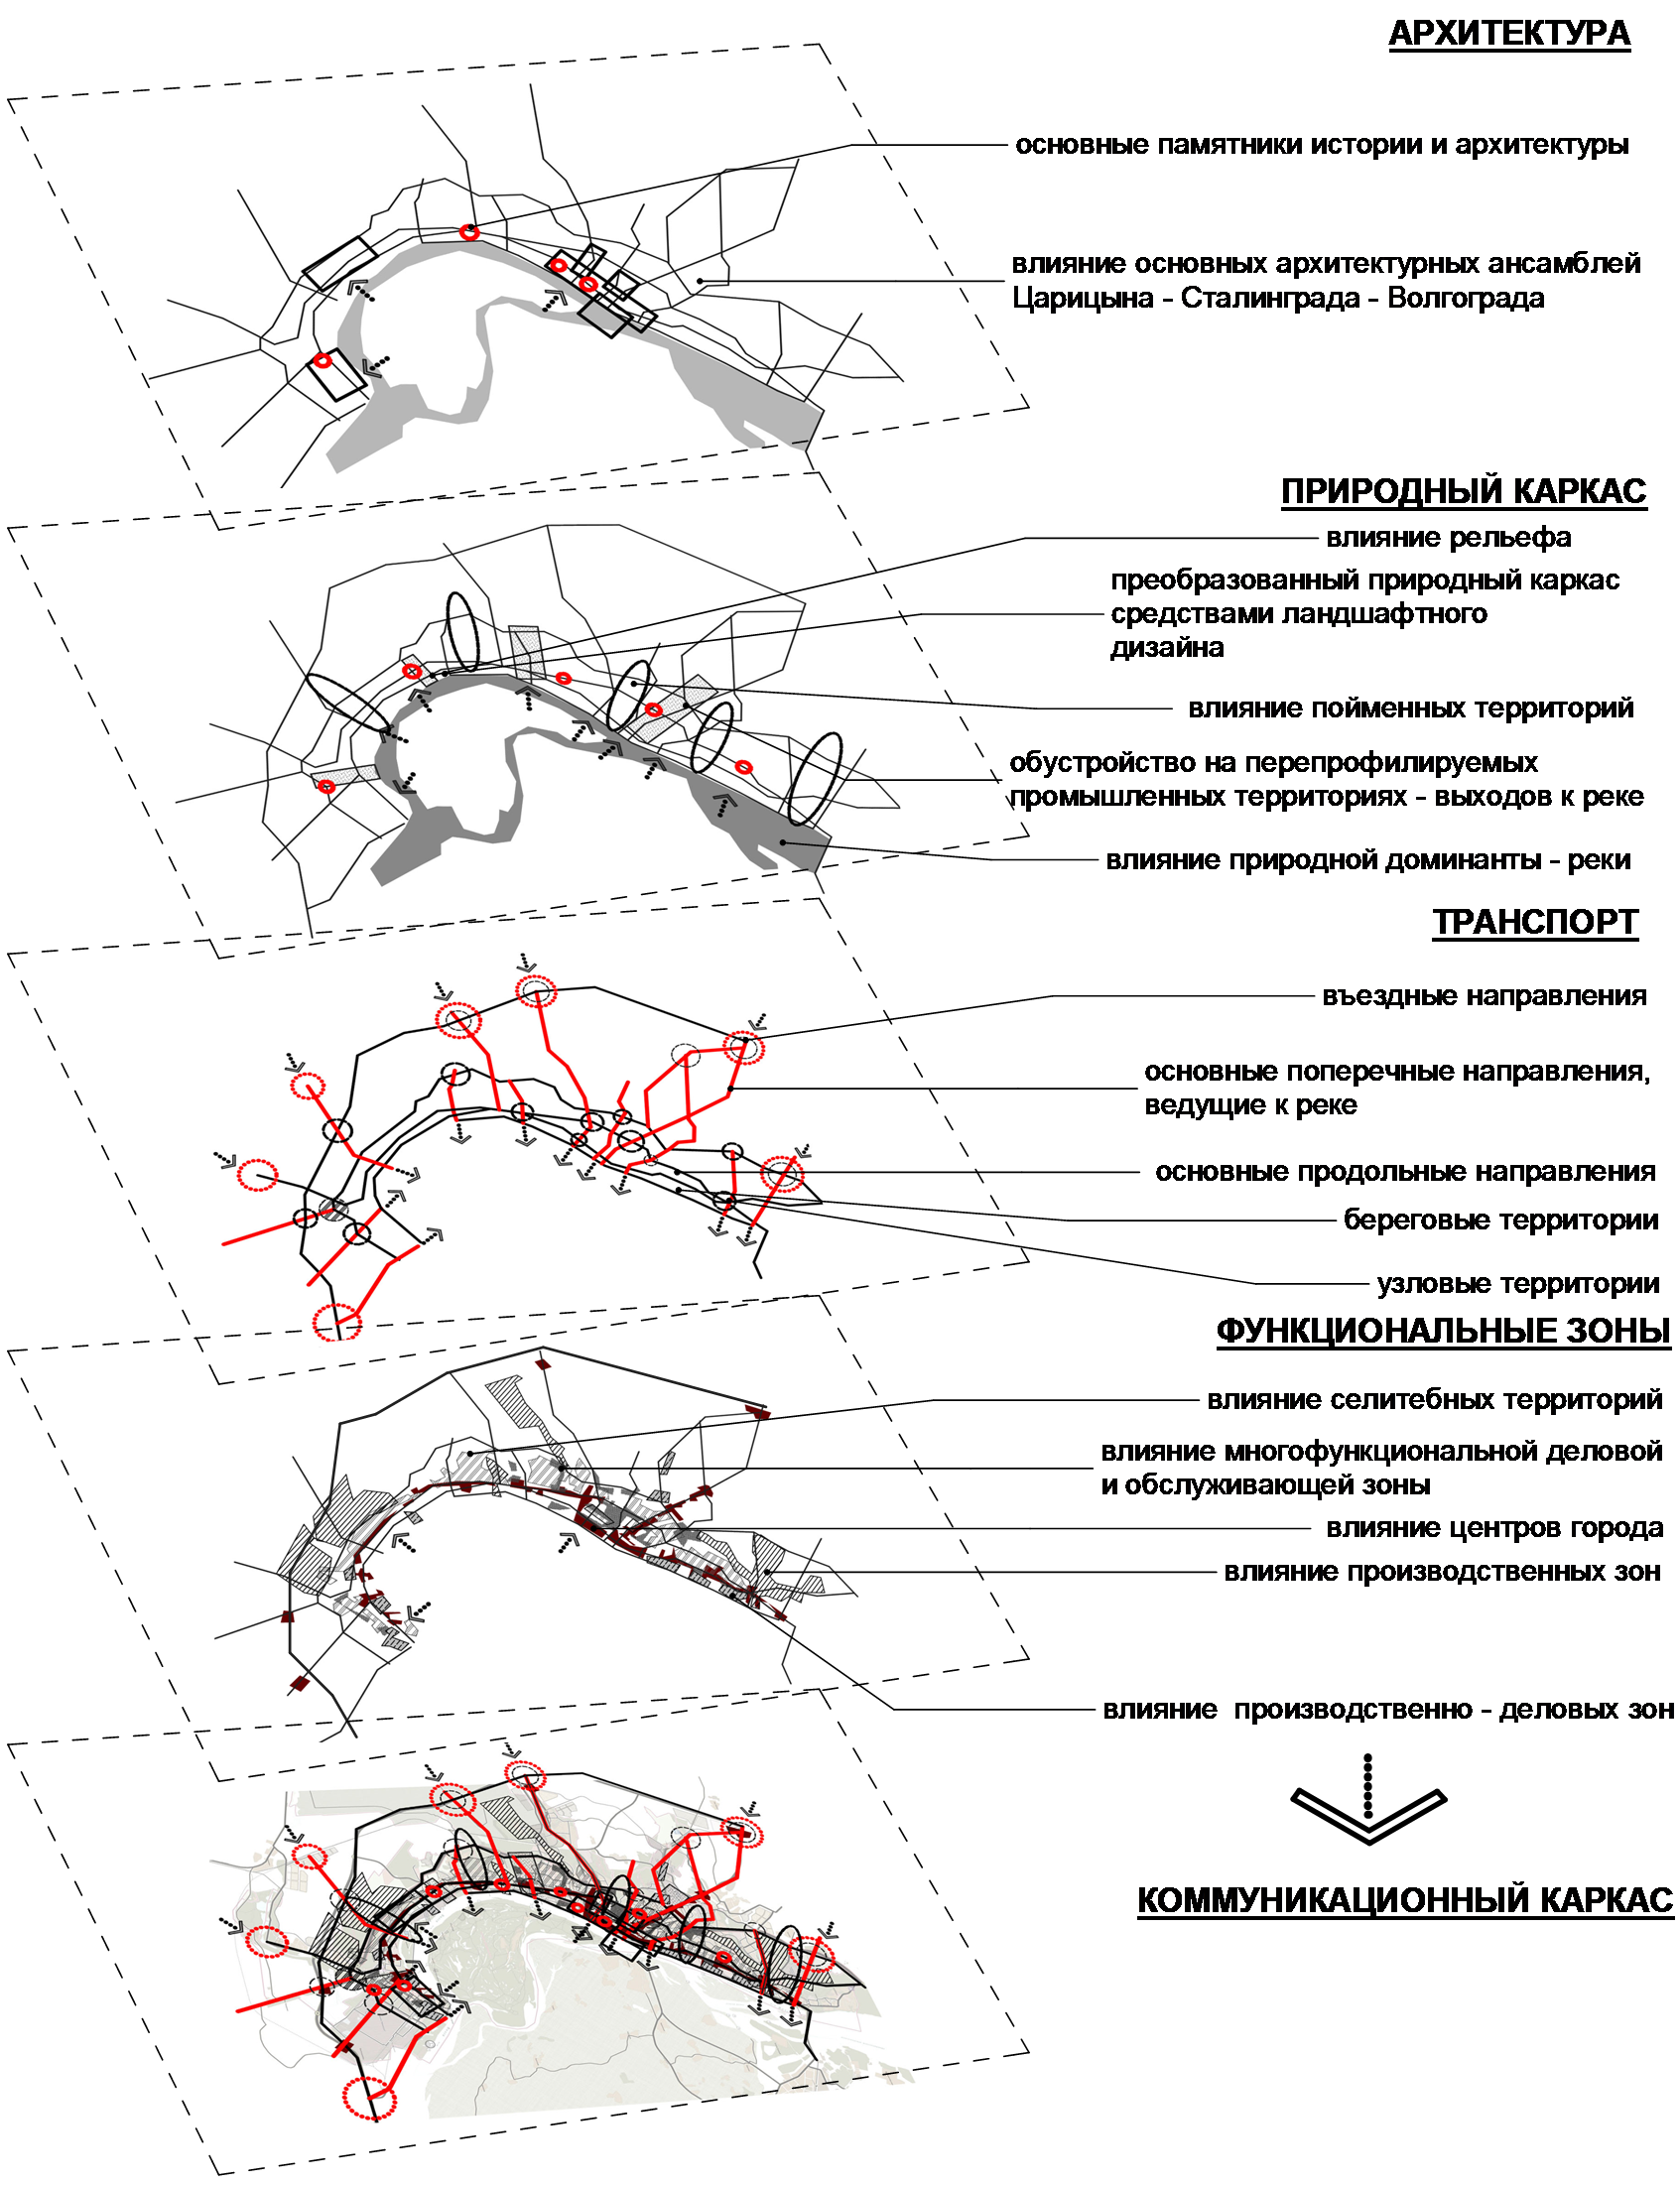 АРХИТЕКТУРА
основные памятники истории и архитектуры
влияние основных архитектурных ансамблей
Царицына - Сталинграда - Волгограда
ПРИРОДНЫЙ КАРКАС
влияние рельефа
преобразованный природный каркас
средствами ландшафтного
дизайна
влияние пойменных территорий
обустройство на перепрофилируемых
промышленных территориях - выходов к реке
влияние природной доминанты - реки
ТРАНСПОРТ
въездные направления
основные поперечные направления,
ведущие к реке
основные продольные направления
береговые территории
узловые территории
ФУНКЦИОНАЛЬНЫЕ ЗОНЫ
влияние селитебных территорий
влияние многофункциональной деловой
и обслуживающей зоны
влияние центров города
влияние производственных зон
влияние производственно - деловых зон
КОММУНИКАЦИОННЫЙ КАРКАС